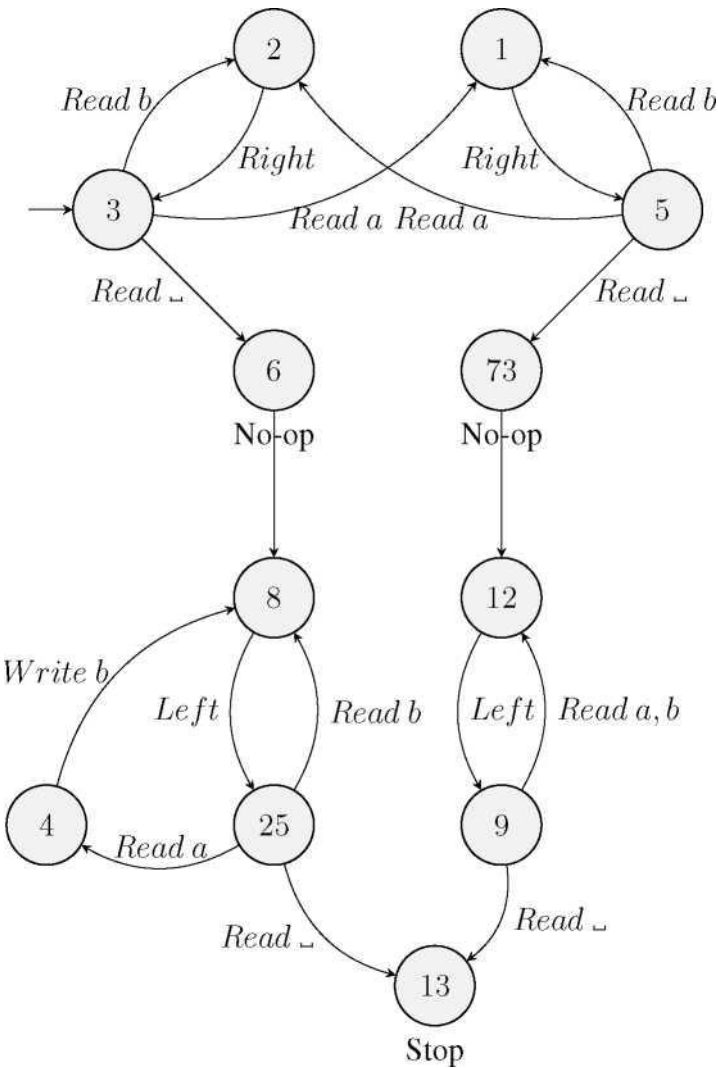 2 1
Read b Read b
Right Right
3 5
Read a Read a
Read ␣ Read ␣
6 73
No-op No-op
8 12
Write b
Left Read b Left Read a, b
4 25 9
Read a
Read ␣ Read ␣
13
Stop